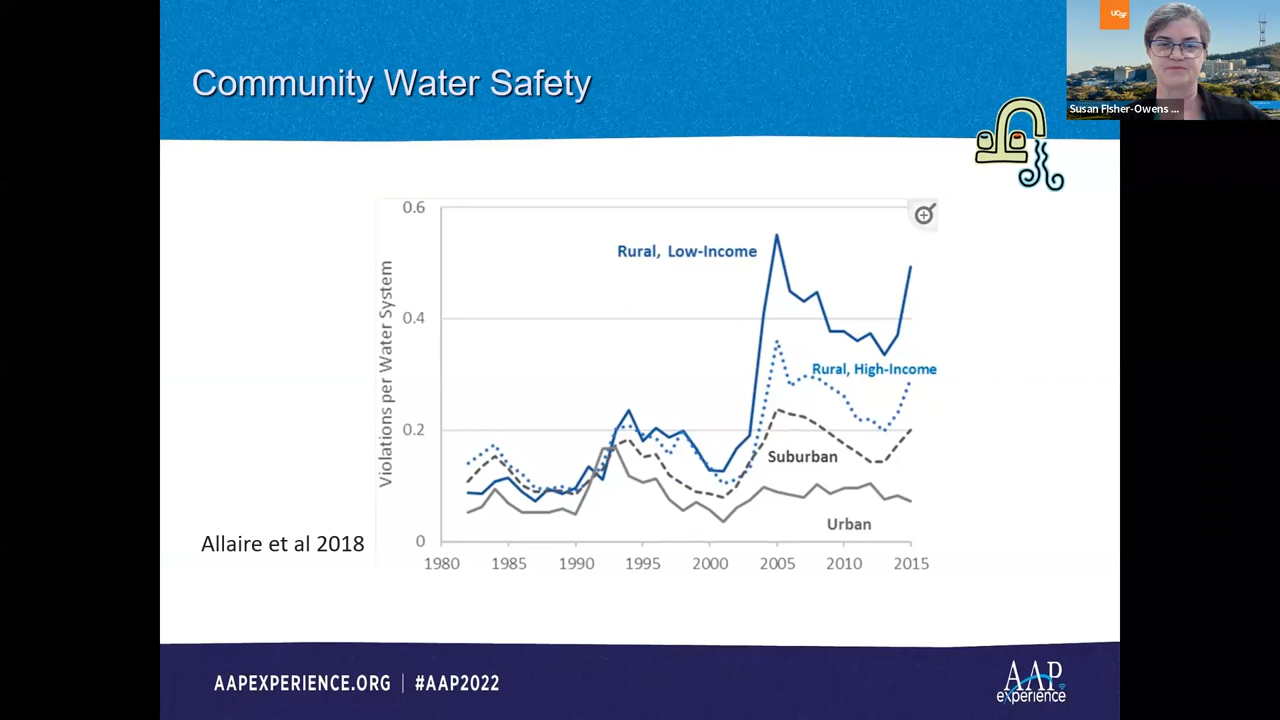 Community Water Safety
UCSF
Susan Fisher-Owens ...
0.6
0.4
0.2
0
Violations per Water System
Rural, Low-Income
Rural, High-Income
Suburban
Urban
1980 1985 1990 1995 2000 2005 2010 2015
Allaire et al 2018
AAPEXPERIENCE.ORG | #AAP2022
AAP
experience